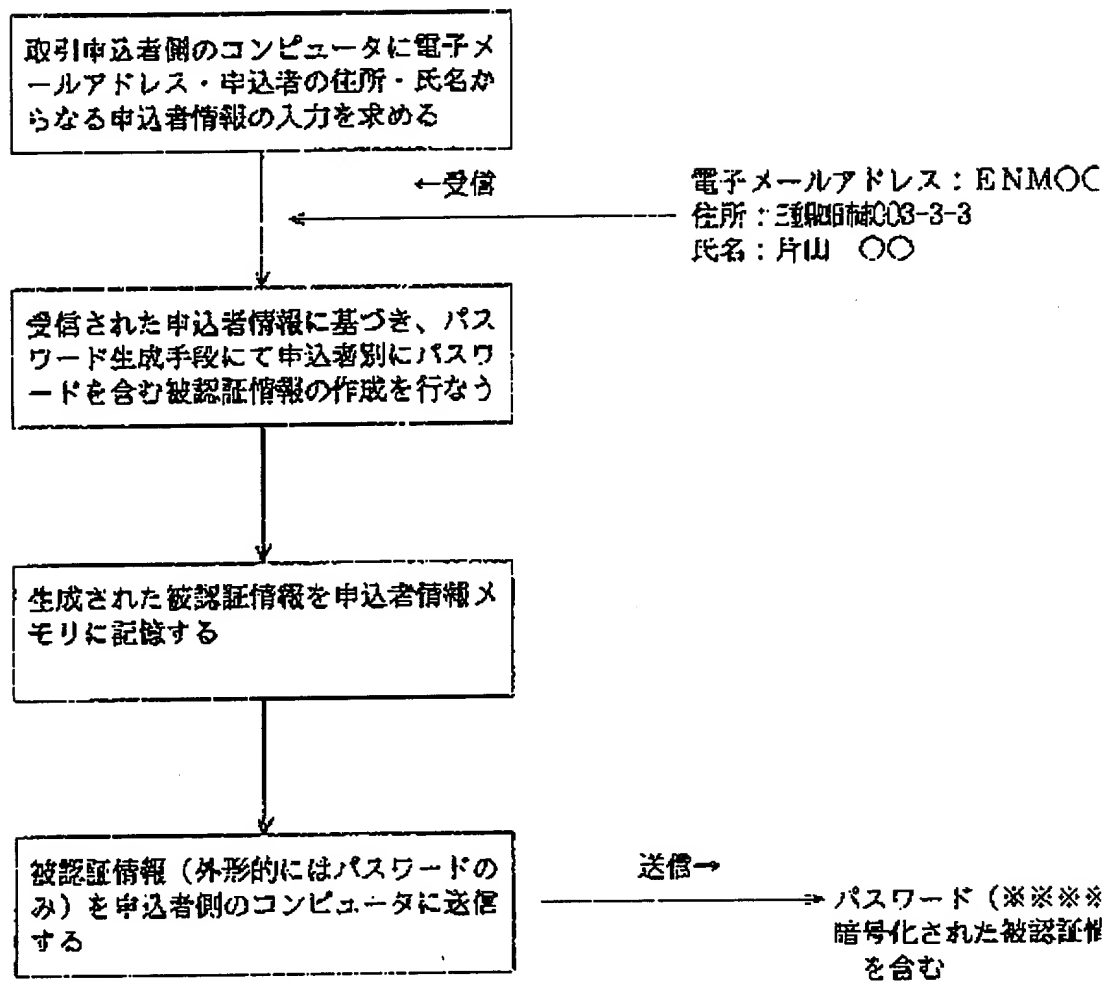 取引申込者側のコンピュータに電子メ
ールアドレス・申込者の住所・氏名か
らなる申込者情報の入力を求める
←受信
電子メールアドレス：ENM○C
住所：3-3-3
氏名：片山　○○
受信された申込者情報に基づき、パス
ワード生成手段にて申込者別にパスワ
ードを含む被認証情報の作成を行なう
生成された被認証情報を申込者情報メ
モリに記憶する
被認証情報（外形的にはパスワードの
み）を申込者側のコンピュータに送信
する
送信→
パスワード（※※※※
暗号化された被認証情
を含む